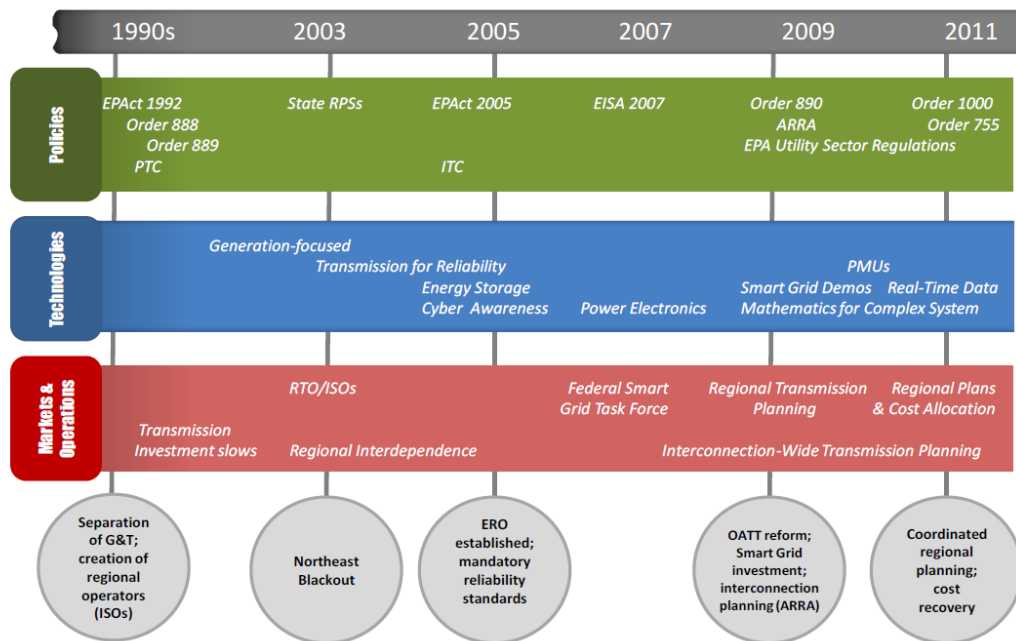 1990s 2003 2005 2007 2009 2011
Policies
EPAct 1992 State RPSs EPAct 2005 EISA 2007 Order 890 Order 1000
Order 888 ARRA Order 755
Order 889 EPA Utility Sector Regulations
PTC ITC
Technologies
Generation-focused
Transmission for Reliability PMUs
Energy Storage Smart Grid Demos Real-Time Data
Cyber Awareness Power Electronics Mathematics for Complex System
Markets &
Operations
RTO/ISOs Federal Smart Regional Transmission Regional Plans
Grid Task Force Planning & Cost Allocation
Transmission
Investment slows Regional Interdependence Interconnection-Wide Transmission Planning
Separation
of G&T;
creation of
regional
operators
(ISOs)
Northeast
Blackout
ERO
established;
mandatory
reliability
standards
OATT reform;
Smart Grid
investment;
interconnection
planning (ARRA)
Coordinated
regional
planning;
cost
recovery